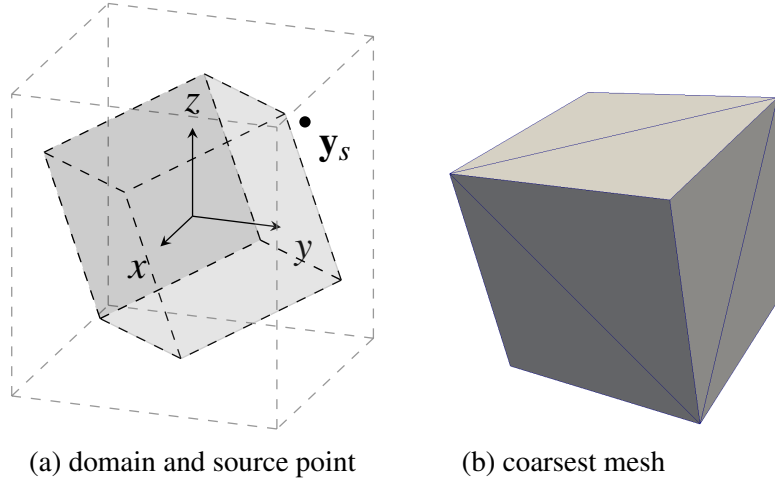 z
y_s
x
y
(a) domain and source point
(b) coarsest mesh